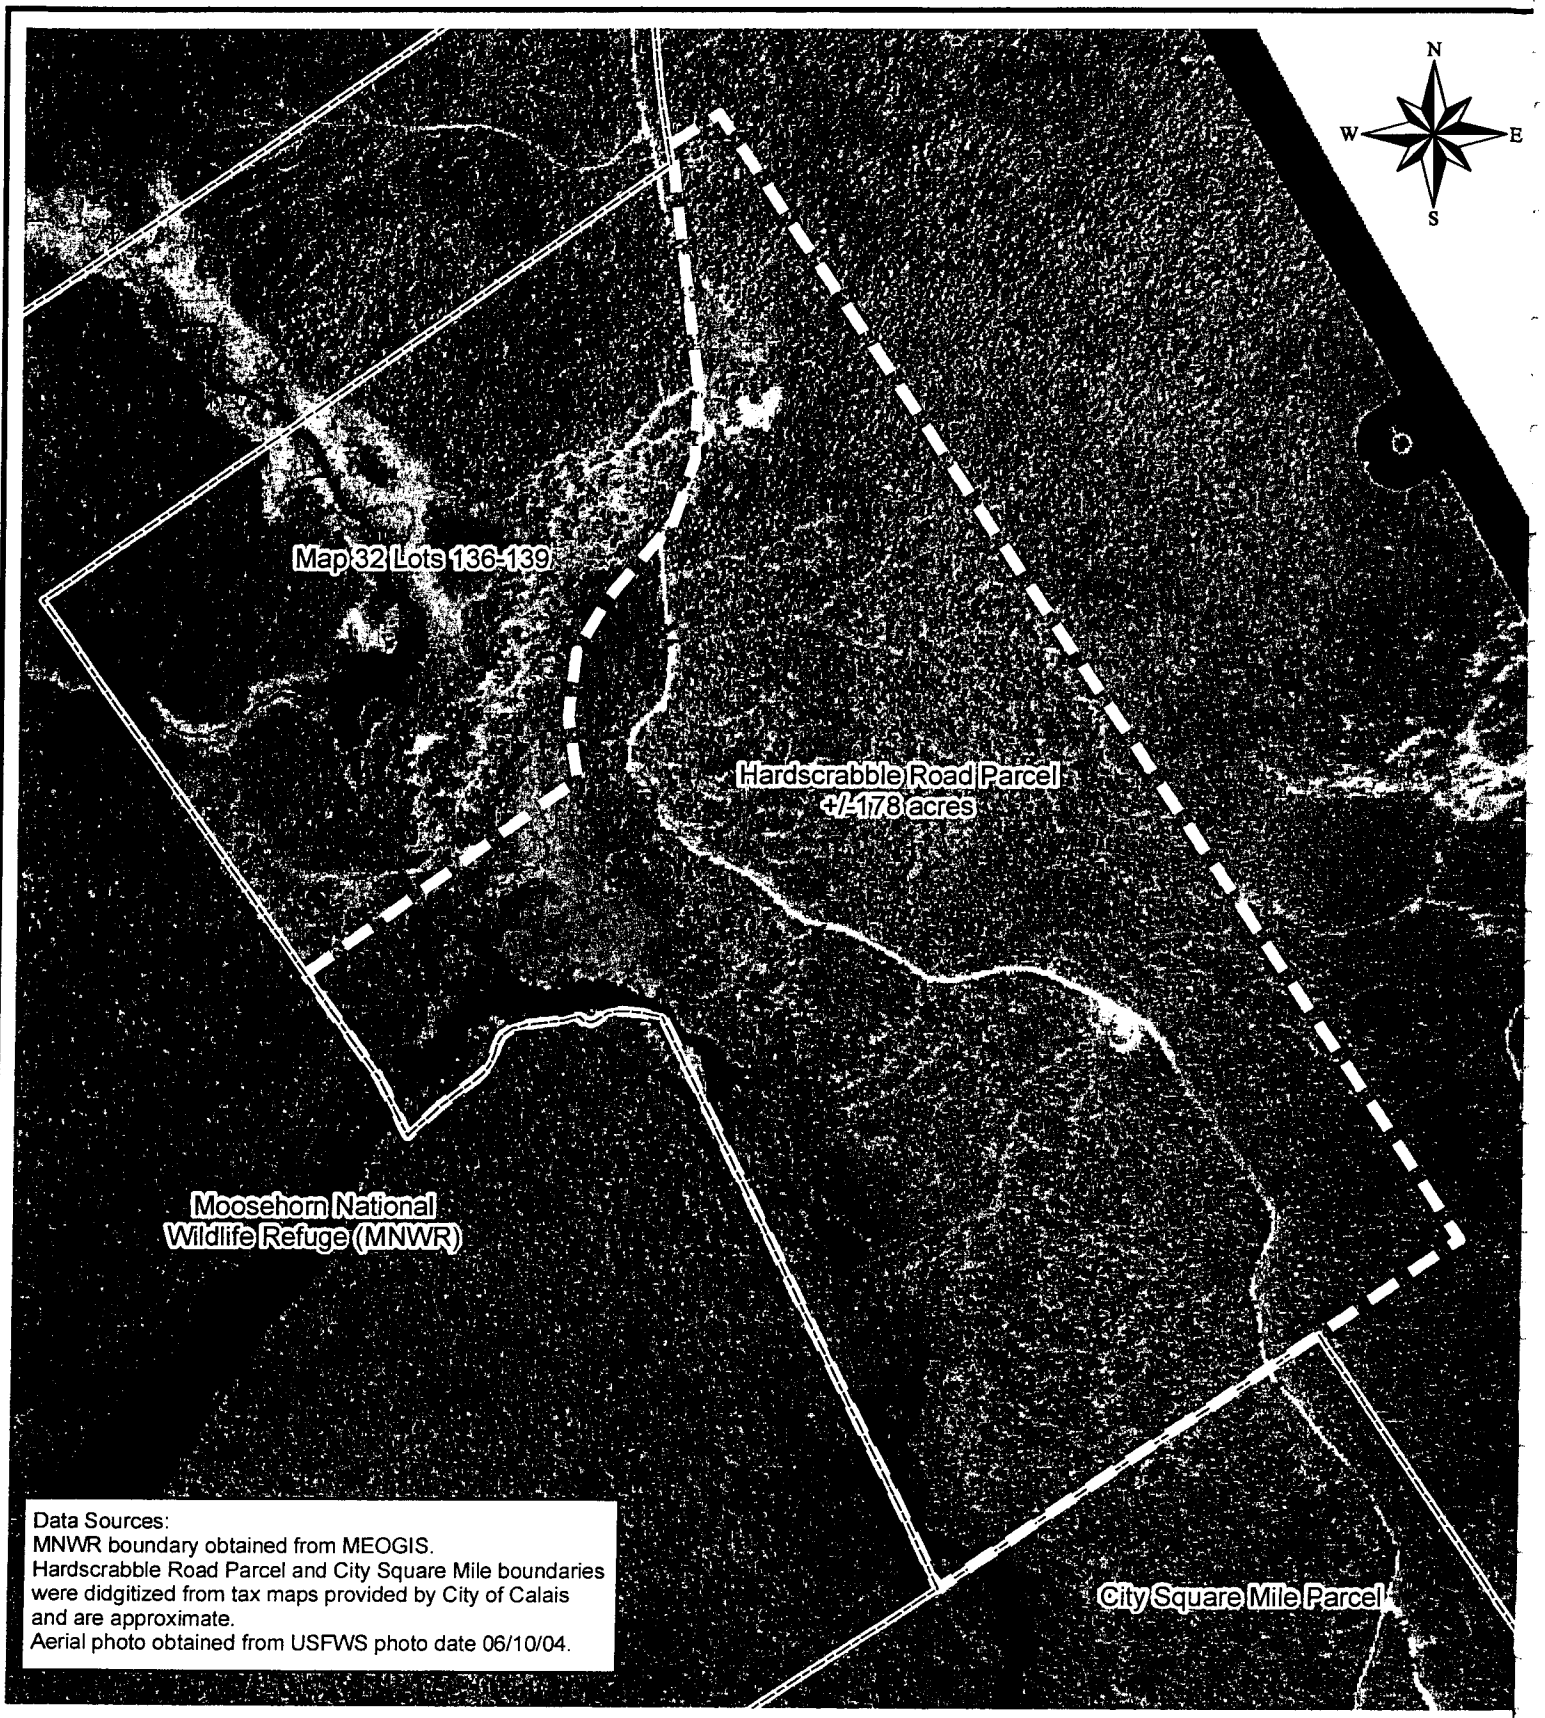 N
W E
S
Map 32 Lots 136-139
Hardscrabble Road Parcel
+/-178 acres
Moosehorn National
Wildlife Refuge (MNWR)
City Square Mile Parcel
Data Sources:
MNWR boundary obtained from MEOGIS.
Hardscrabble Road Parcel and City Square Mile boundaries
were didgitized from tax maps provided by City of Calais
and are approximate.
Aerial photo obtained from USFWS photo date 06/10/04.